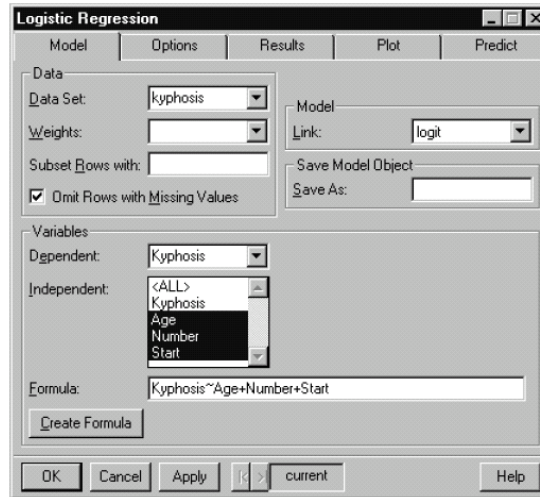 Logistic Regression
Model Options Results Plot Predict
Data
Data Set: kyphosis
Weights:
Subset Rows with:
Omit Rows with Missing Values
Model
Link: logit
Save Model Object
Save As:
Variables
Dependent: Kyphosis
Independent: <ALL>
Kyphosis
Age
Number
Start
Formula: Kyphosis~Age+Number+Start
Create Formula
OK Cancel Apply current Help